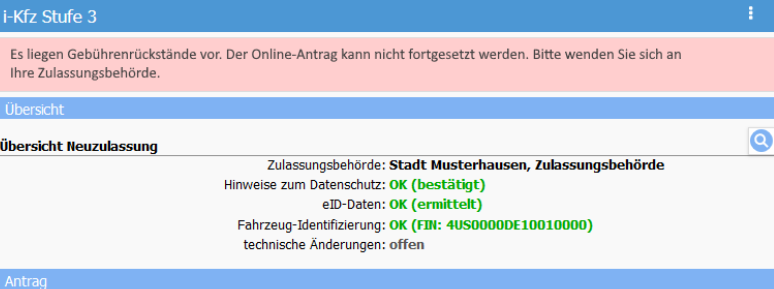 i-Kfz Stufe 3
Es liegen Gebührenrückstände vor. Der Online-Antrag kann nicht fortgesetzt werden. Bitte wenden Sie sich an
Ihre Zulassungsbehörde.
Übersicht
Übersicht Neuzulassung
Zulassungsbehörde: Stadt Musterhausen, Zulassungsbehörde
Hinweise zum Datenschutz: OK (bestätigt)
eID-Daten: OK (ermittelt)
Fahrzeug-Identifizierung: OK (FIN: 4US0000DE10010000)
technische Änderungen: offen
Antrag